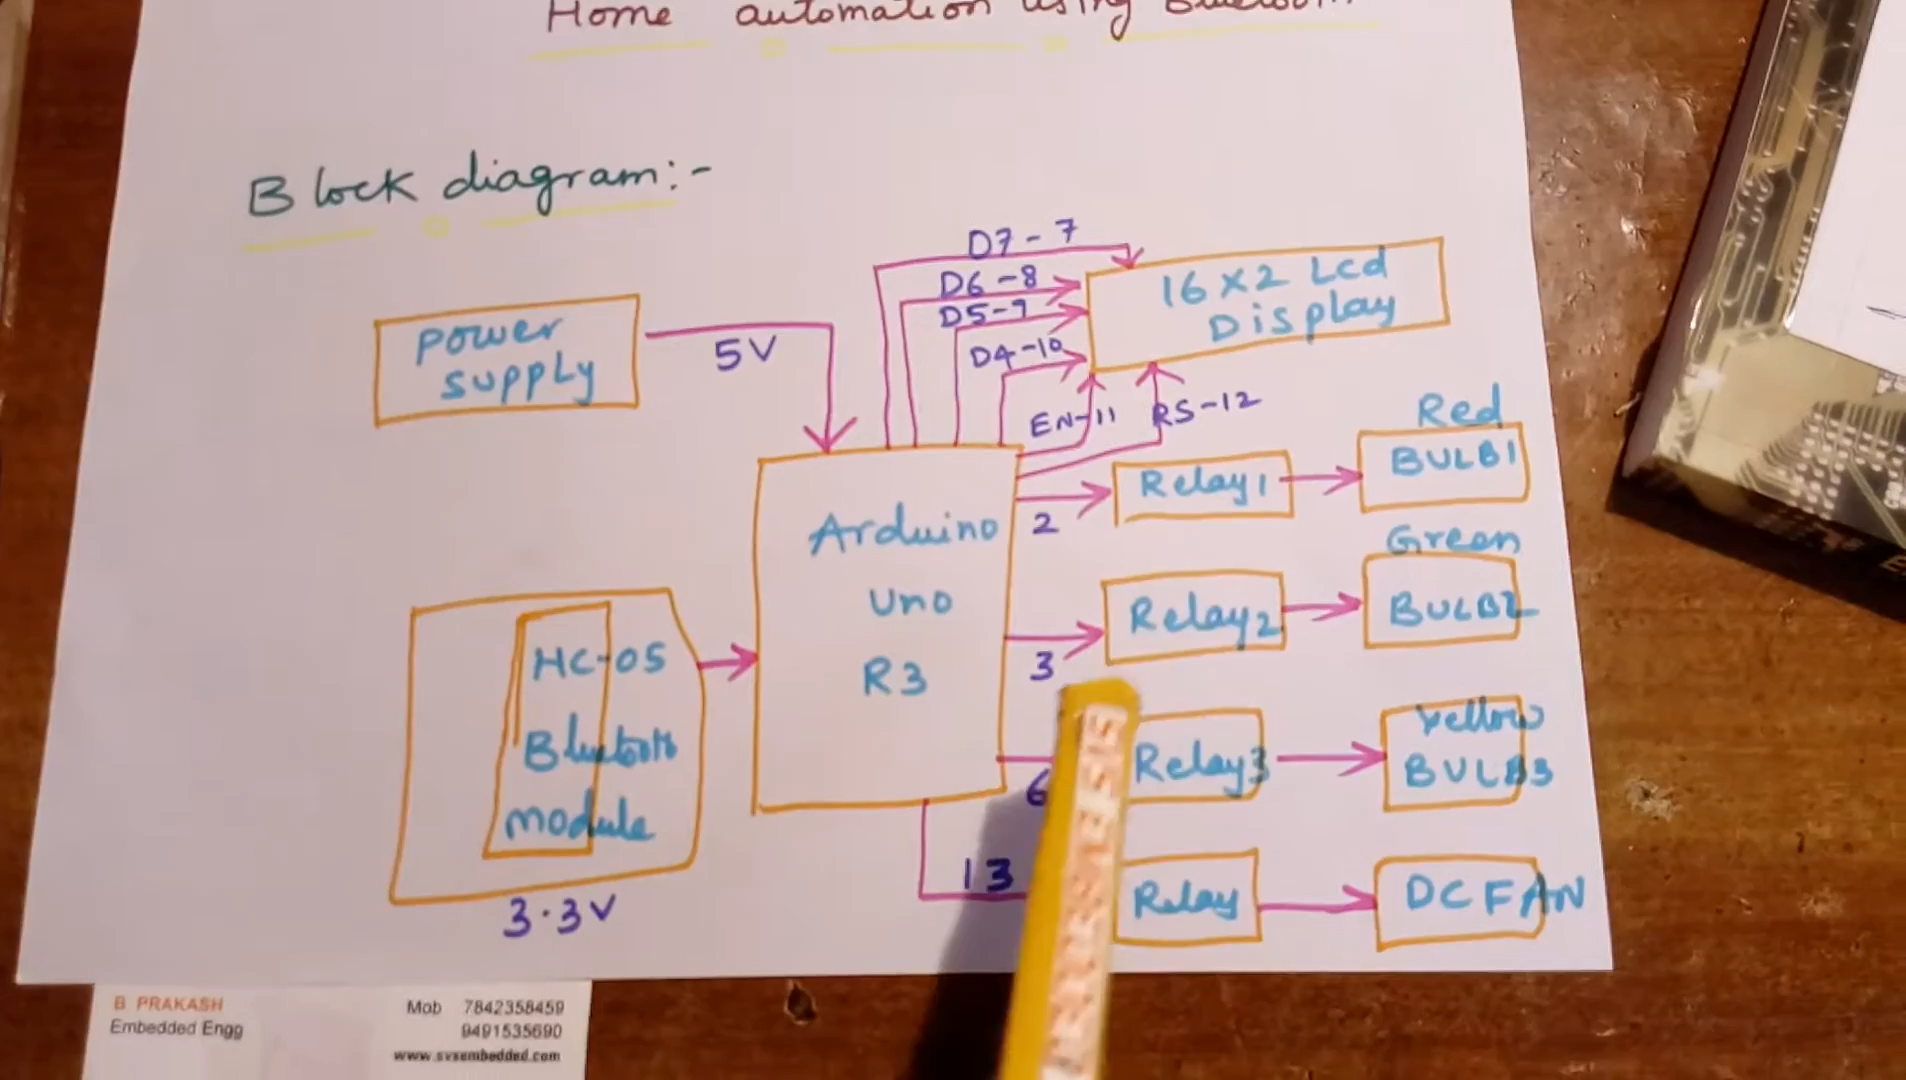 Home automation using Bluetooth
Block diagram:-
D7-7
D6-8
D5-9
D4-10
EN-11
RS-12
16X2 Lcd
Display
Power
supply
5V
Red
BULB1
Relay1
2
Green
BULB2
Relay2
3
Arduino
Uno
R3
HC-05
Bluetooth
module
3.3V
Yellow
BULB3
Relay3
6
13
Relay
DC FAN
B PRAKASH
Embedded Engg
Mob 7842358459
9491535690
www.svsembedded.com